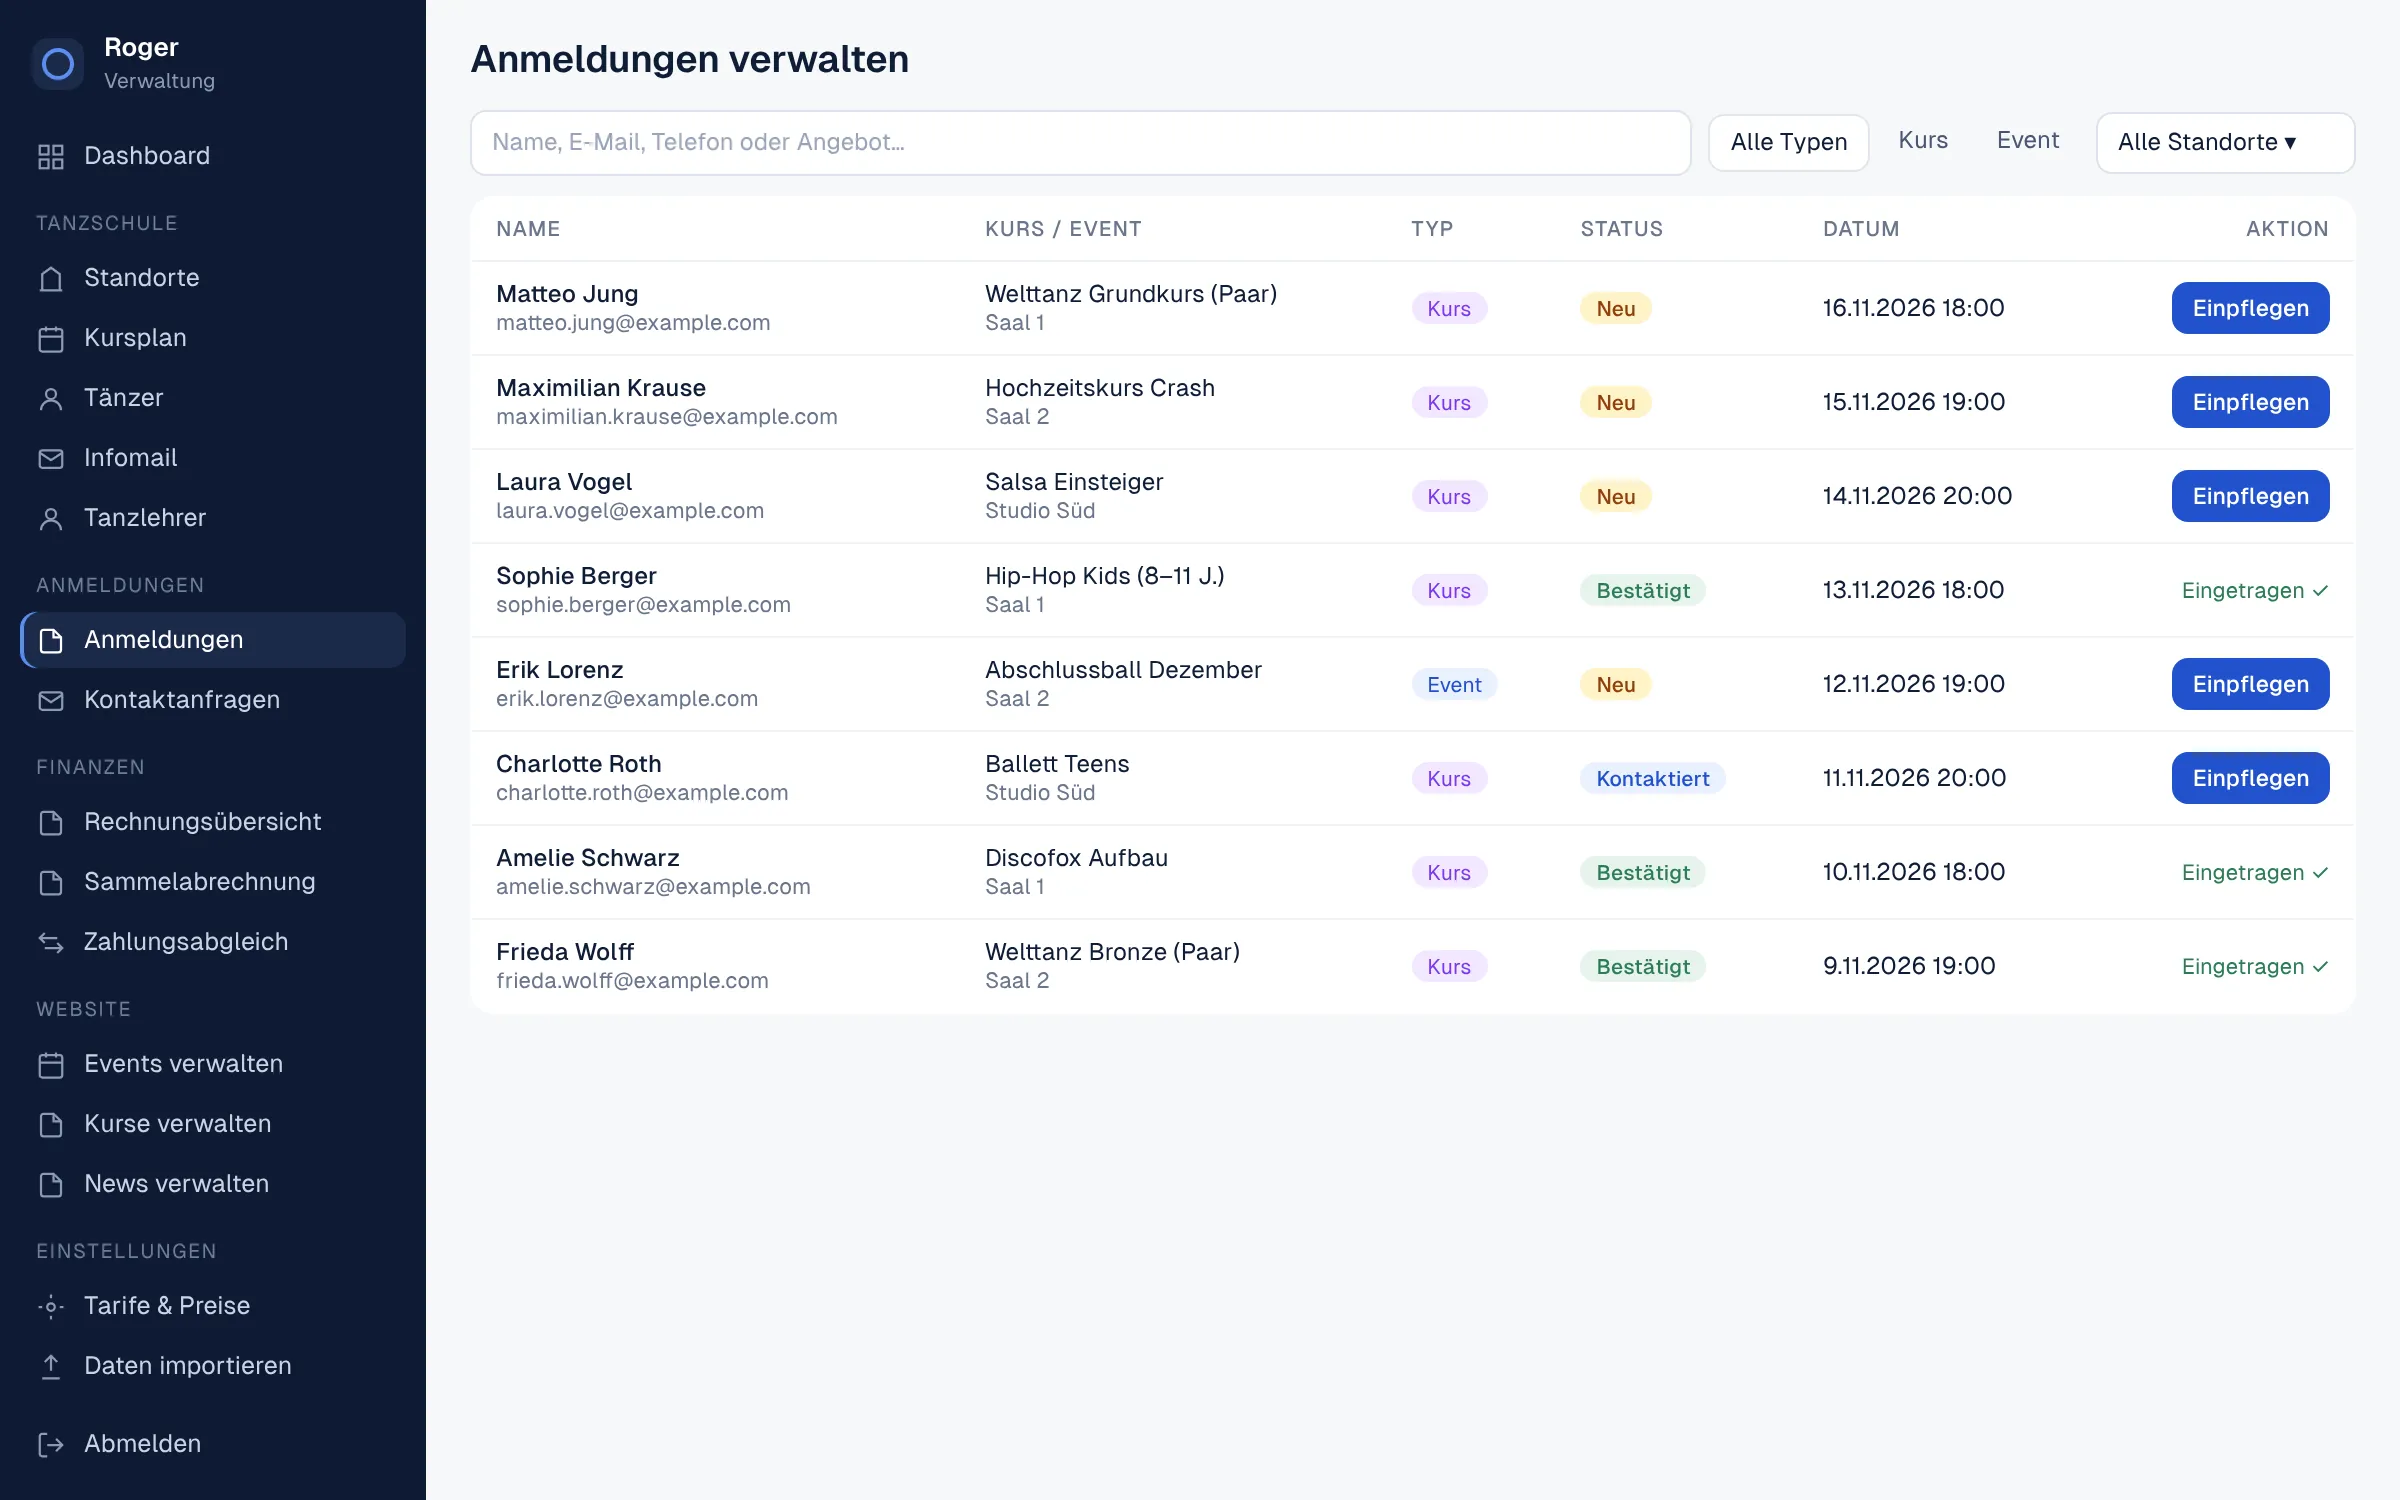 Roger
Verwaltung
Dashboard
TANZSCHULE
Standorte
Kursplan
Tänzer
Infomail
Tanzlehrer
ANMELDUNGEN
Anmeldungen
Kontaktanfragen
FINANZEN
Rechnungsübersicht
Sammelabrechnung
Zahlungsabgleich
WEBSITE
Events verwalten
Kurse verwalten
News verwalten
EINSTELLUNGEN
Tarife & Preise
Daten importieren
Abmelden
Anmeldungen verwalten
Name, E-Mail, Telefon oder Angebot… Alle Typen Kurs Event Alle Standorte ▾
NAME KURS / EVENT TYP STATUS DATUM AKTION
Matteo Jung Welttanz Grundkurs (Paar) Kurs Neu 16.11.2026 18:00 Einpflegen
matteo.jung@example.com Saal 1
Maximilian Krause Hochzeitskurs Crash Kurs Neu 15.11.2026 19:00 Einpflegen
maximilian.krause@example.com Saal 2
Laura Vogel Salsa Einsteiger Kurs Neu 14.11.2026 20:00 Einpflegen
laura.vogel@example.com Studio Süd
Sophie Berger Hip-Hop Kids (8–11 J.) Kurs Bestätigt 13.11.2026 18:00 Eingetragen ✓
sophie.berger@example.com Saal 1
Erik Lorenz Abschlussball Dezember Event Neu 12.11.2026 19:00 Einpflegen
erik.lorenz@example.com Saal 2
Charlotte Roth Ballett Teens Kurs Kontaktiert 11.11.2026 20:00 Einpflegen
charlotte.roth@example.com Studio Süd
Amelie Schwarz Discofox Aufbau Kurs Bestätigt 10.11.2026 18:00 Eingetragen ✓
amelie.schwarz@example.com Saal 1
Frieda Wolff Welttanz Bronze (Paar) Kurs Bestätigt 9.11.2026 19:00 Eingetragen ✓
frieda.wolff@example.com Saal 2